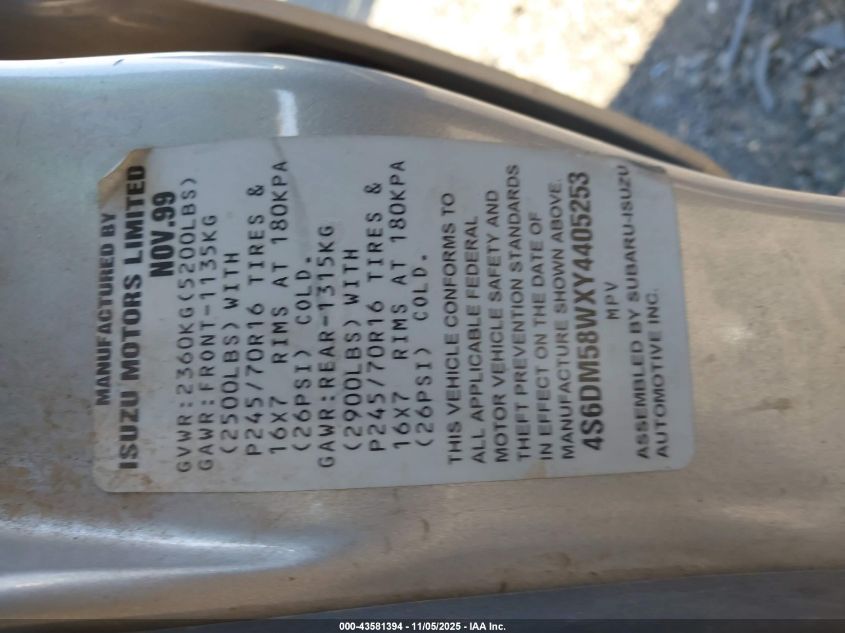 MANUFACTURED BY
ISUZU MOTORS LIMITED
NOV.99
GVWR:2360KG(5200LBS)
GAWR:FRONT-1135KG
(2500LBS) WITH
P245/70R16 TIRES &
16X7 RIMS AT 180KPA
(26PSI) COLD.
GAWR:REAR-1315KG
(2900LBS) WITH
P245/70R16 TIRES &
16X7 RIMS AT 180KPA
(26PSI) COLD.
THIS VEHICLE CONFORMS TO
ALL APPLICABLE FEDERAL
MOTOR VEHICLE SAFETY AND
THEFT PREVENTION STANDARDS
IN EFFECT ON THE DATE OF
MANUFACTURE SHOWN ABOVE.
4S6DM58WXY4405253
MPV
ASSEMBLED BY SUBARU-ISUZU
AUTOMOTIVE INC.
000-43581394 - 11/05/2025 - IAA Inc.